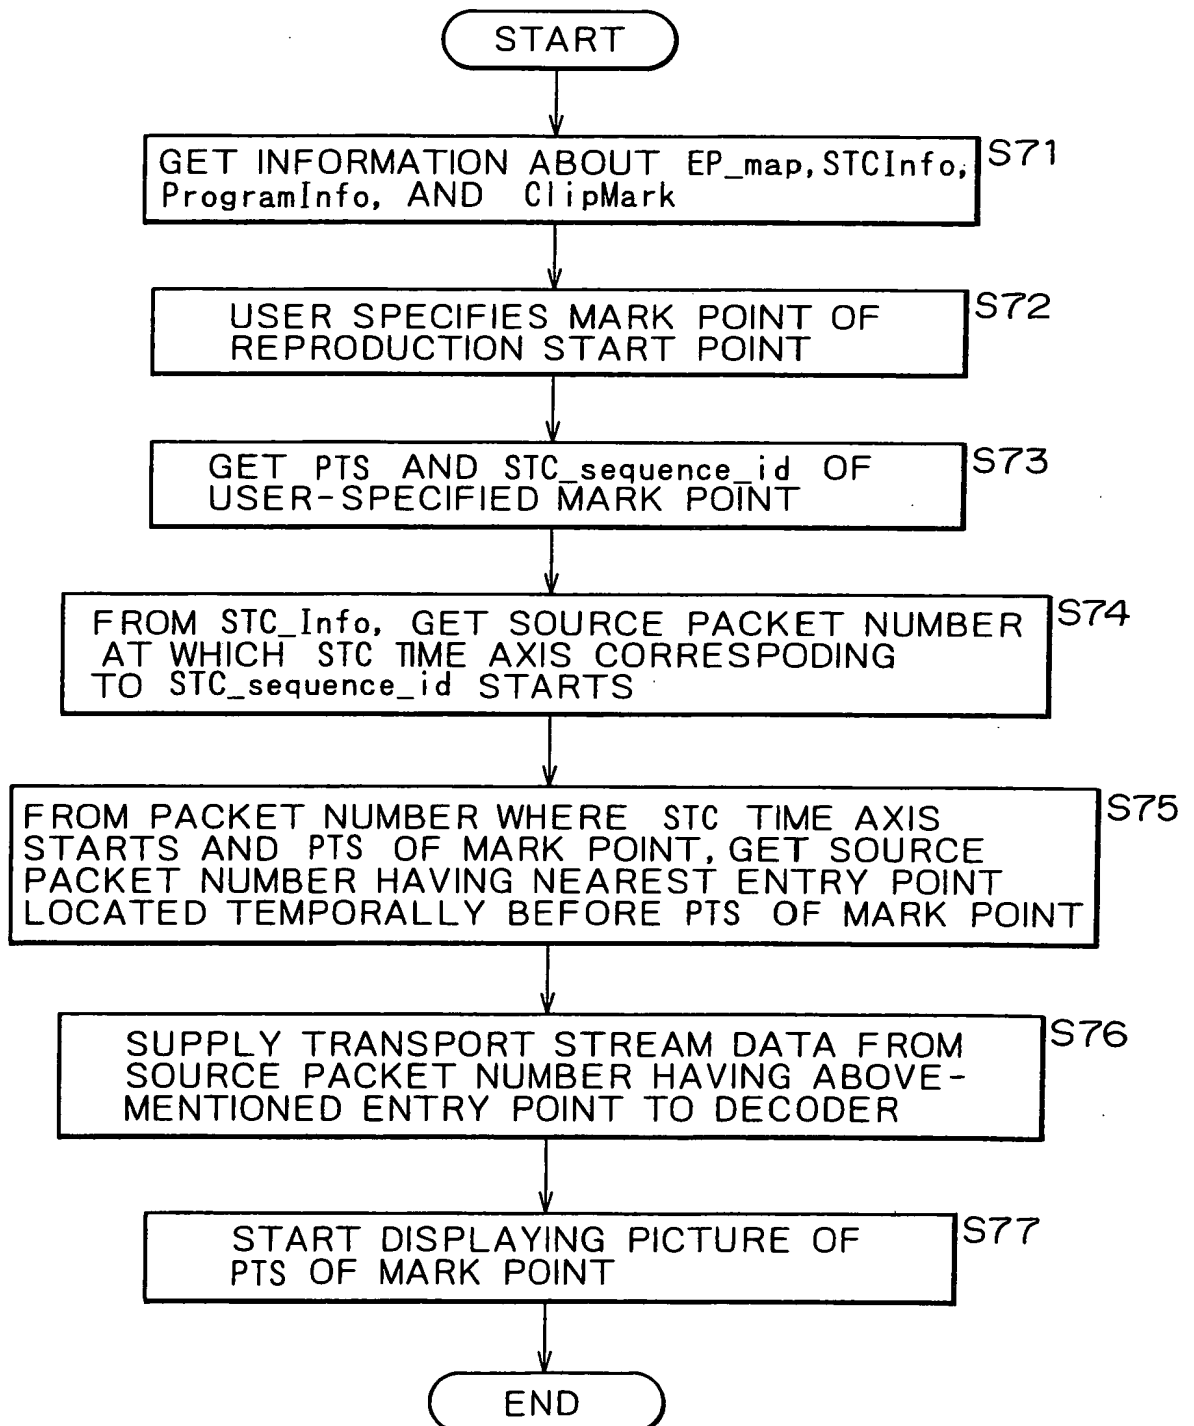 START
GET INFORMATION ABOUT EP_map, STCInfo,
ProgramInfo, AND ClipMark
S71
USER SPECIFIES MARK POINT OF
REPRODUCTION START POINT
S72
GET PTS AND STC_sequence_id OF
USER-SPECIFIED MARK POINT
S73
FROM STC_Info, GET SOURCE PACKET NUMBER
AT WHICH STC TIME AXIS CORRESPODING
TO STC_sequence_id STARTS
S74
FROM PACKET NUMBER WHERE STC TIME AXIS
STARTS AND PTS OF MARK POINT, GET SOURCE
PACKET NUMBER HAVING NEAREST ENTRY POINT
LOCATED TEMPORALLY BEFORE PTS OF MARK POINT
S75
SUPPLY TRANSPORT STREAM DATA FROM
SOURCE PACKET NUMBER HAVING ABOVE-
MENTIONED ENTRY POINT TO DECODER
S76
START DISPLAYING PICTURE OF
PTS OF MARK POINT
S77
END